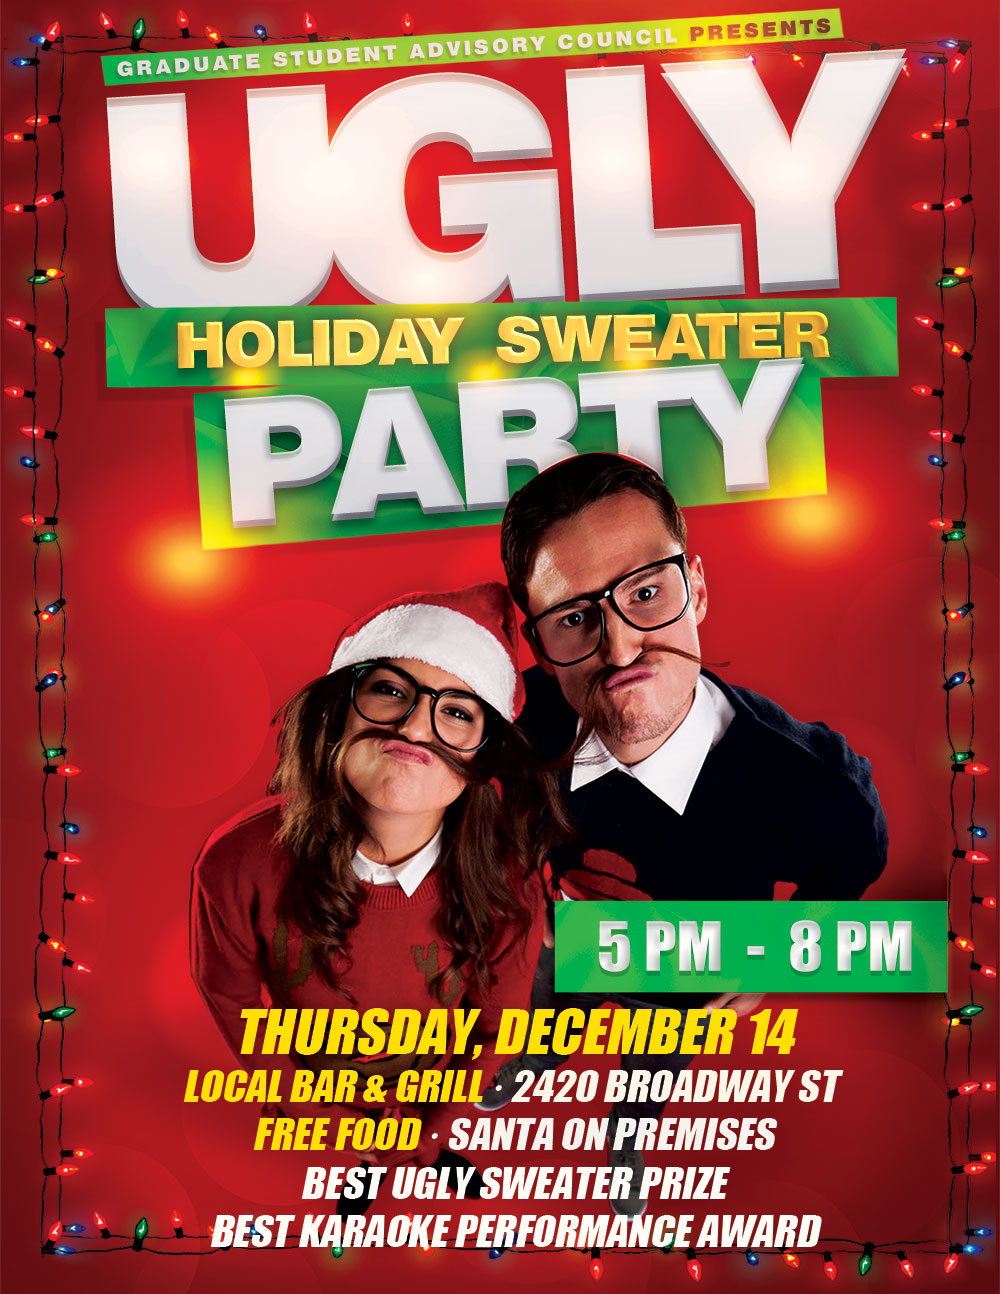 GRADUATE STUDENT ADVISORY COUNCIL PRESENTS
UGLY
HOLIDAY SWEATER
PARTY
5 PM - 8 PM
THURSDAY, DECEMBER 14
LOCAL BAR & GRILL · 2420 BROADWAY ST
FREE FOOD · SANTA ON PREMISES
BEST UGLY SWEATER PRIZE
BEST KARAOKE PERFORMANCE AWARD